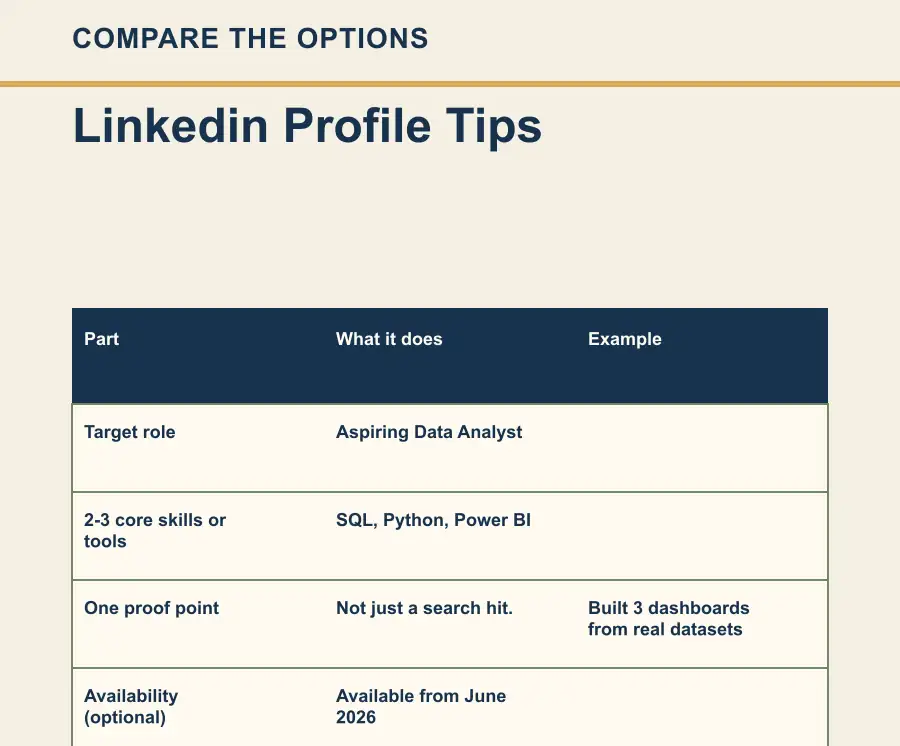 COMPARE THE OPTIONS
Linkedin Profile Tips
Part What it does Example
Target role Aspiring Data Analyst
2-3 core skills or
tools
SQL, Python, Power BI
One proof point
Not just a search hit.
Built 3 dashboards
from real datasets
Availability
(optional)
Available from June
2026